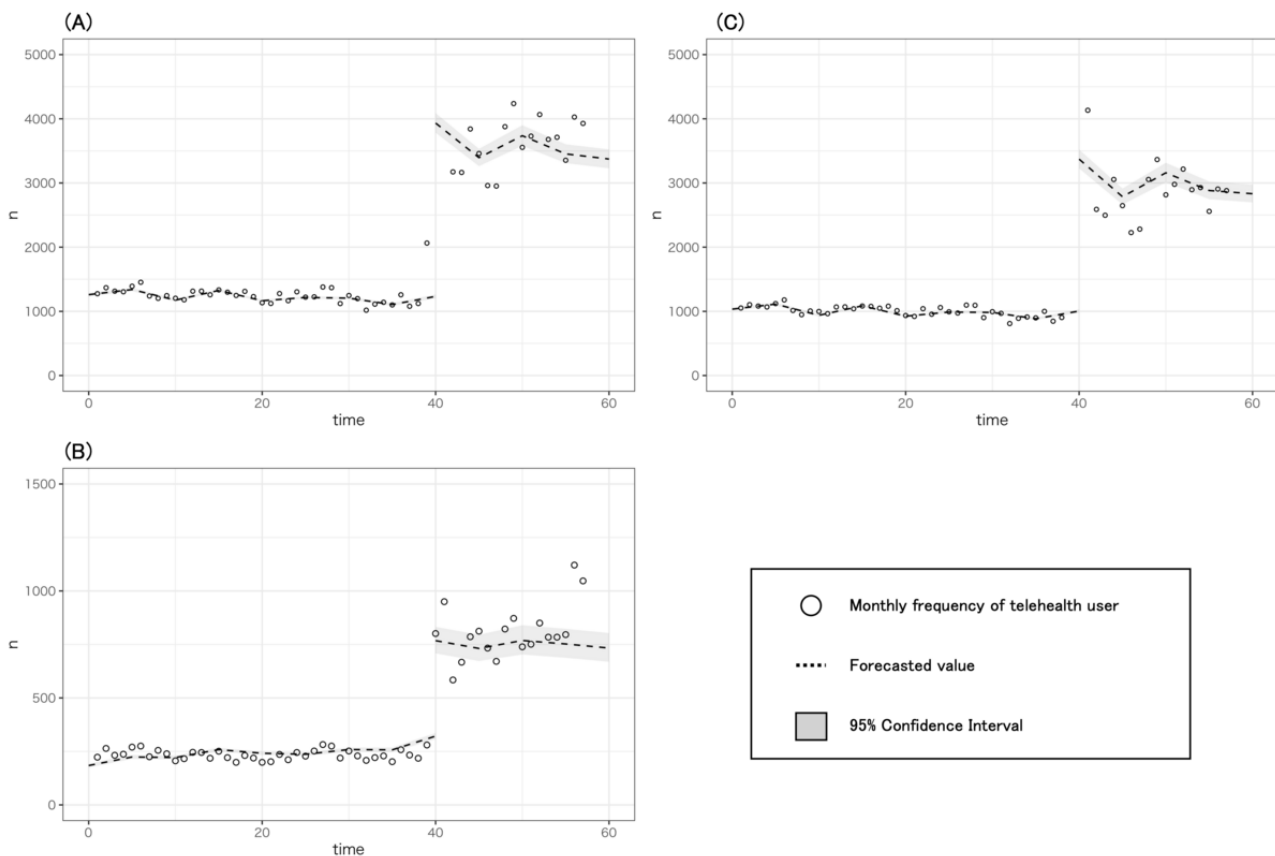 (A)
5000
4000
3000
2000
1000
0
n
0 20 40 60
time
(C)
5000
4000
3000
2000
1000
0
n
0 20 40 60
time
(B)
1500
1000
500
0
n
0 20 40 60
time
Monthly frequency of telehealth user
Forecasted value
95% Confidence Interval